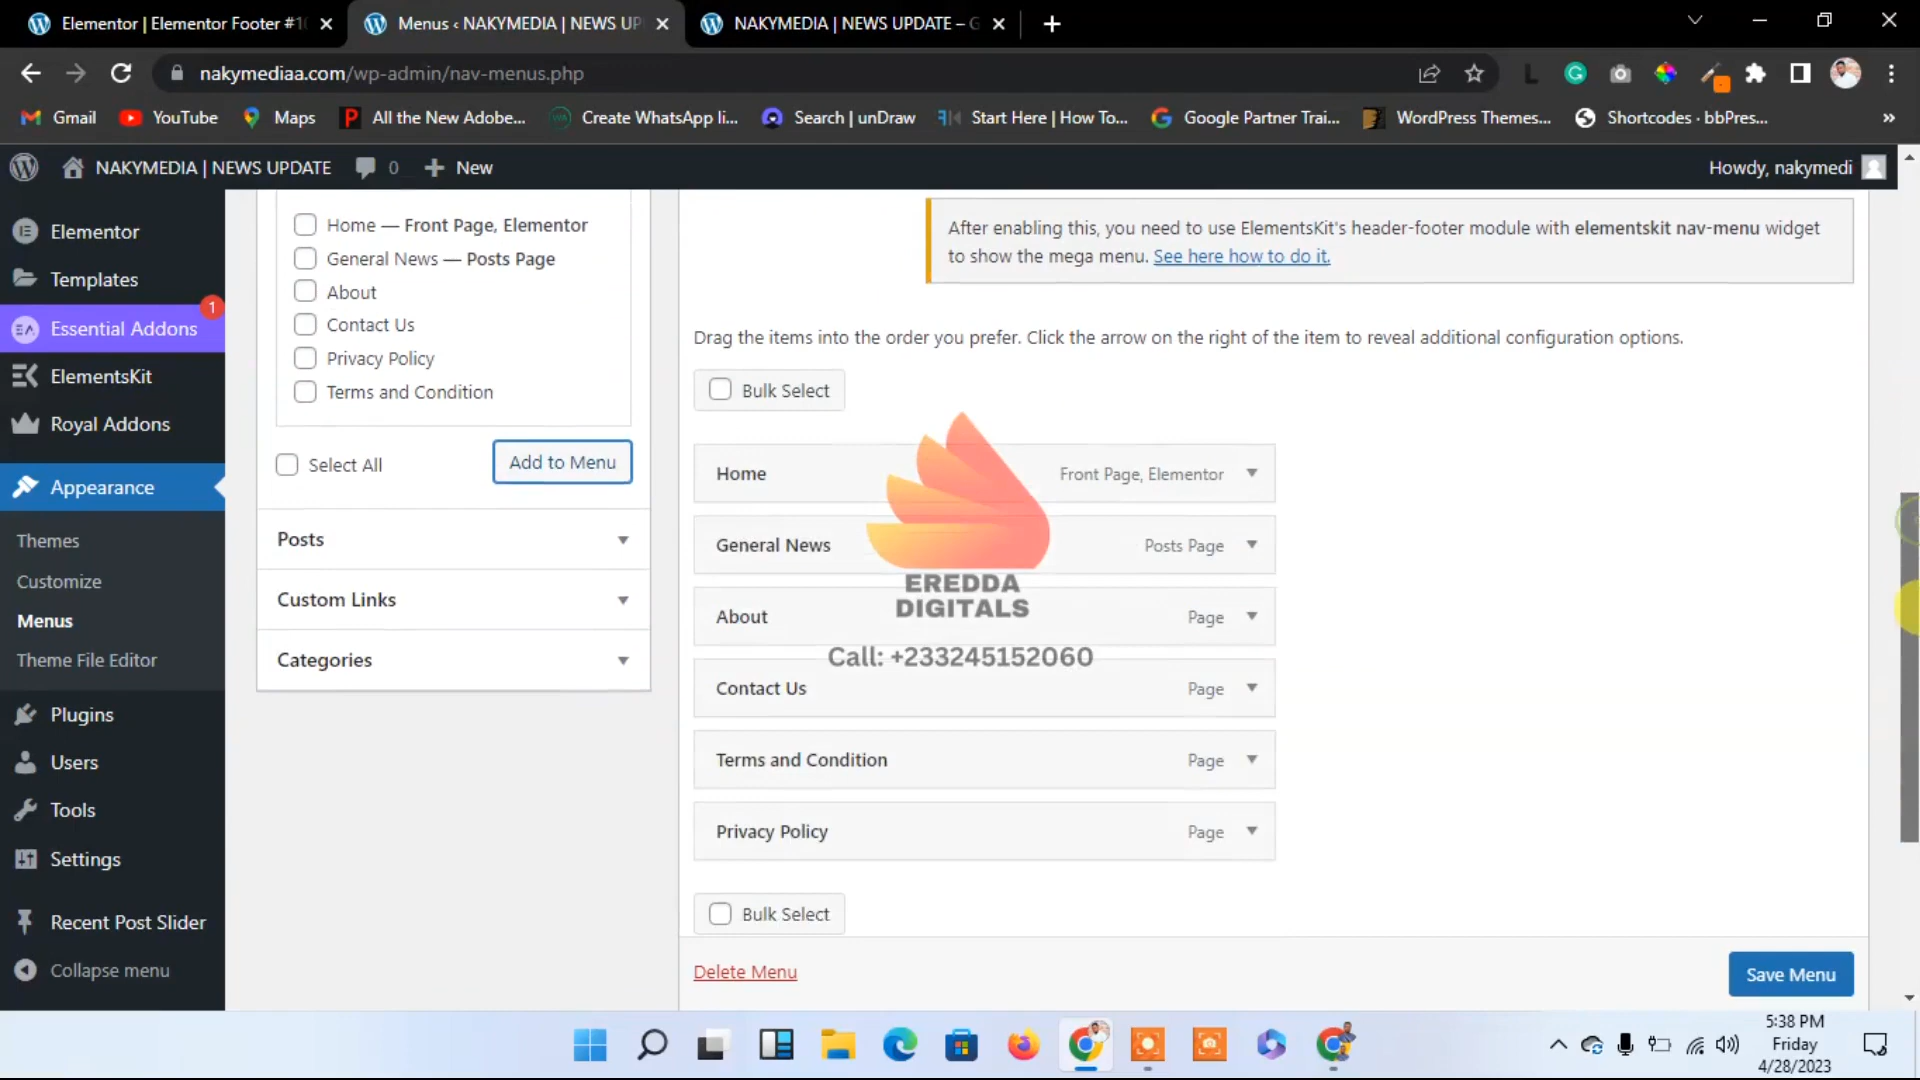 Elementor | Elementor Footer #1
Menus ‹ NAKYMEDIA | NEWS UP
NAKYMEDIA | NEWS UPDATE – G
nakymediaa.com/wp-admin/nav-menus.php
Gmail
YouTube
Maps
All the New Adobe...
Create WhatsApp li...
Search | unDraw
Start Here | How To...
Google Partner Trai...
WordPress Themes...
Shortcodes · bbPres...
NAKYMEDIA | NEWS UPDATE
0
New
Howdy, nakymedi
Elementor
Templates
1
Essential Addons
ElementsKit
Royal Addons
Appearance
Themes
Customize
Menus
Theme File Editor
Plugins
Users
Tools
Settings
Recent Post Slider
Collapse menu
Home — Front Page, Elementor
General News — Posts Page
About
Contact Us
Privacy Policy
Terms and Condition
Select All
Add to Menu
Posts
Custom Links
Categories
After enabling this, you need to use ElementsKit's header-footer module with elementskit nav-menu widget
to show the mega menu. See here how to do it.
Drag the items into the order you prefer. Click the arrow on the right of the item to reveal additional configuration options.
Bulk Select
Home
Front Page, Elementor
General News
Posts Page
EREDDA
DIGITALS
About
Page
Call: +233245152060
Contact Us
Page
Terms and Condition
Page
Privacy Policy
Page
Bulk Select
Delete Menu
Save Menu
5:38 PM
Friday
4/28/2023